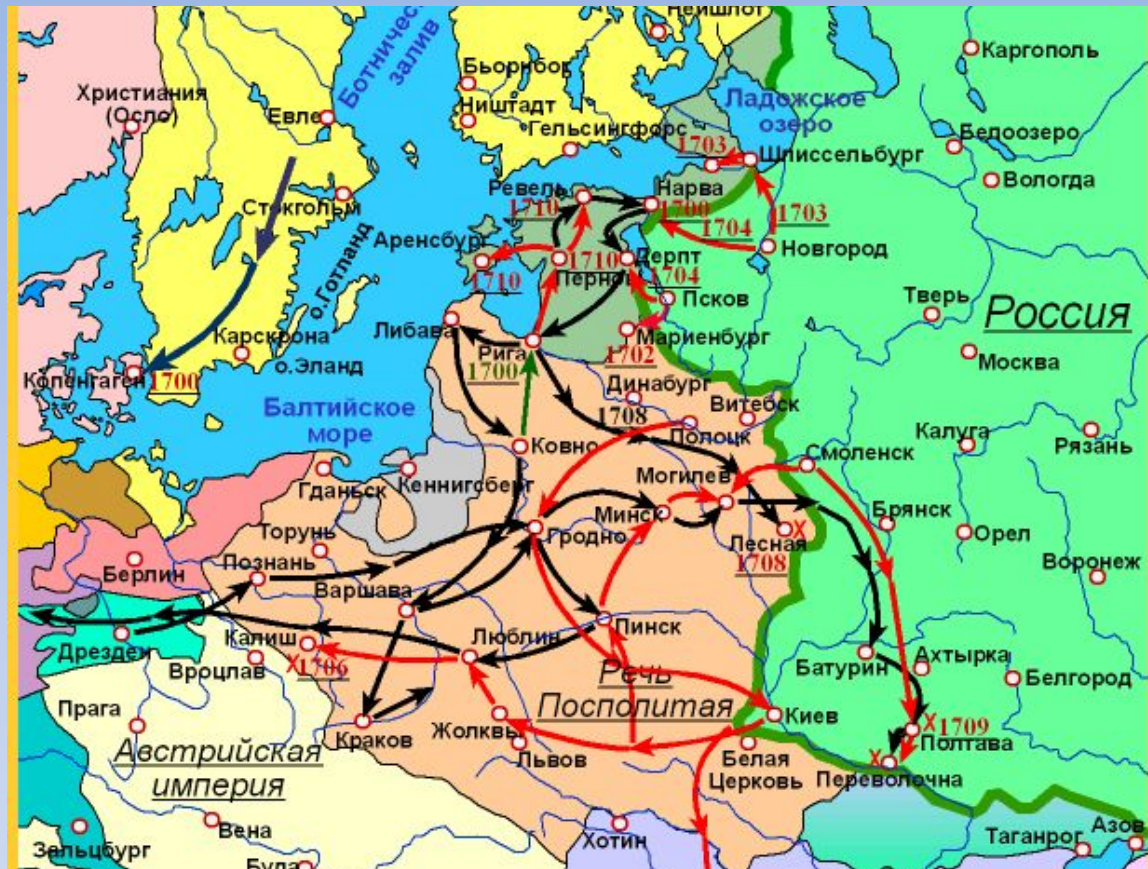 Нейшлот
Ботнический
залив
Каргополь
Бьорнборг
Христиания
(Осло)
Евле
Ништадт
Ладожское
озеро
Гельсингфорс
Белоозеро
1703
Шлиссельбург
Вологда
Ревель
1710
Нарва
1700
1703
Стокгольм
1704
Аренсбург
Новгород
1710
1710
Пернов
Дерпт
1704
о.Готланд
Псков
Тверь
Россия
Либава
Карскрона
Мариенбург
Рига
1700
1702
Москва
о.Эланд
Копенгаген
1700
Динабург
Витебск
Балтийское
море
1708
Полоцк
Калуга
Рязань
Ковно
Смоленск
Могилев
Гданьск
Кеннигсберг
Минск
Брянск
Торунь
Гродно
Лесная
X
1708
Орел
Воронеж
Берлин
Познань
Варшава
Калиш
Люблин
Пинск
Дрезден
X
1706
Вроцлав
Речь
Посполитая
Батурин
Ахтырка
Белгород
Прага
Жолквы
Киев
X
1709
Краков
Полтава
Австрийская
империя
Львов
Белая
Церковь
X
Переволочна
Вена
Хотин
Таганрог
Азов
Зальцбург
Буда